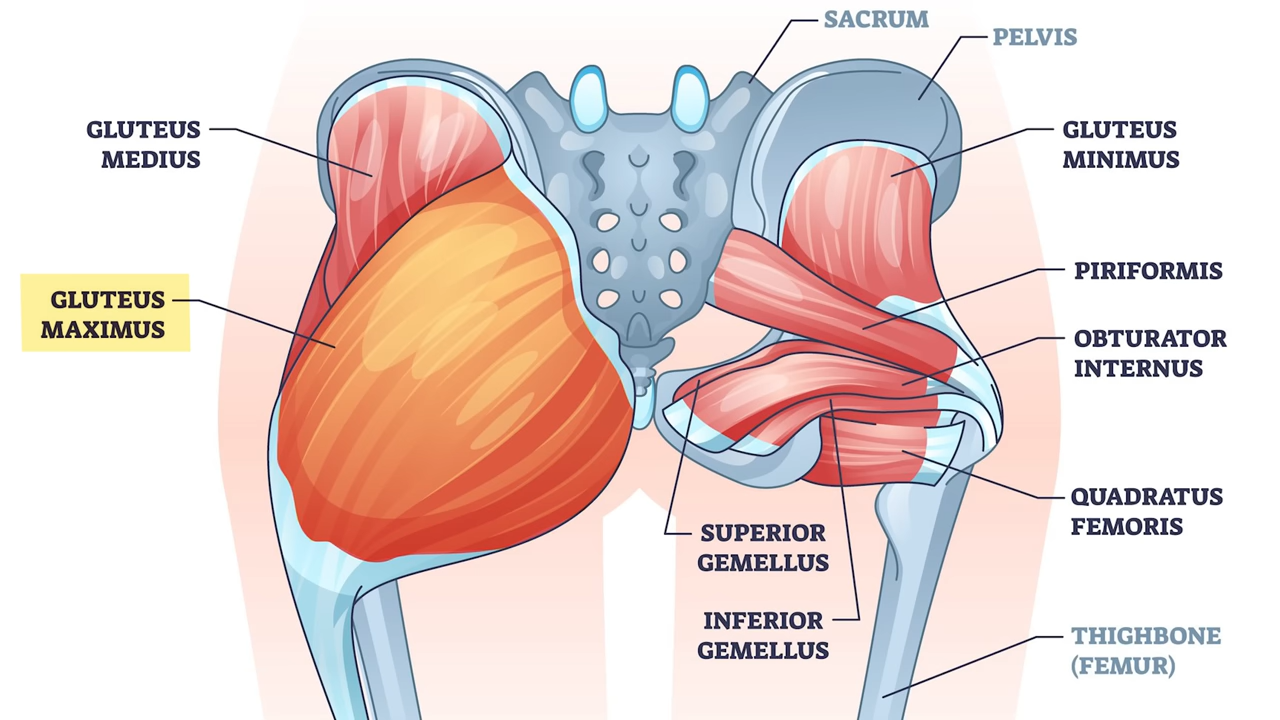 SACRUM
PELVIS
GLUTEUS
MEDIUS
GLUTEUS
MINIMUS
GLUTEUS
MAXIMUS
PIRIFORMIS
OBTURATOR
INTERNUS
QUADRATUS
FEMORIS
SUPERIOR
GEMELLUS
INFERIOR
GEMELLUS
THIGHBONE
(FEMUR)